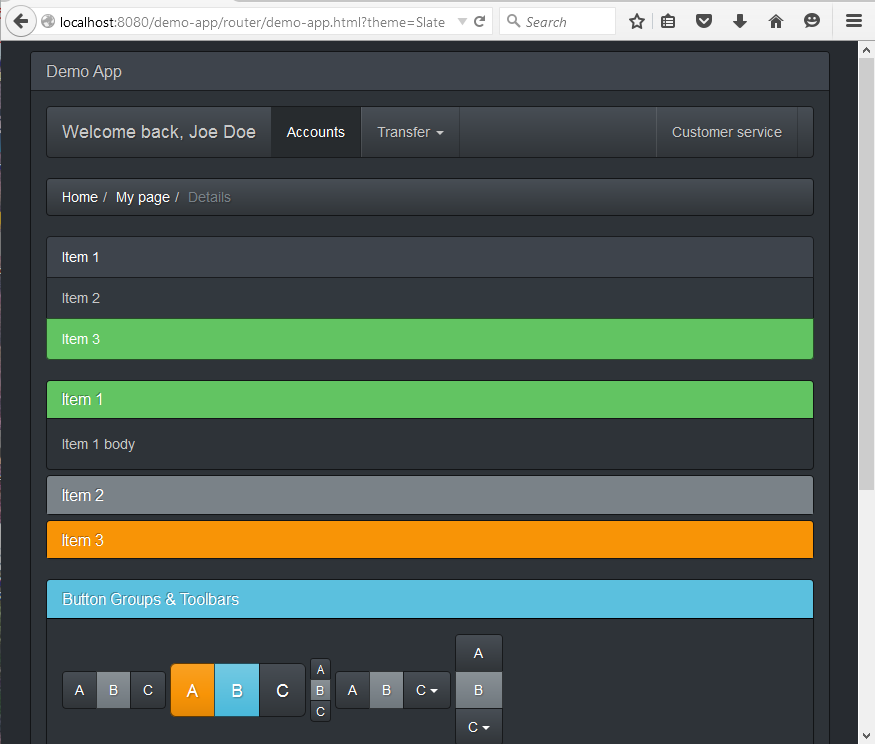 localhost:8080/demo-app/router/demo-app.html?theme=Slate Search
Demo App
Welcome back, Joe Doe Accounts Transfer Customer service
Home / My page / Details
Item 1
Item 2
Item 3
Item 1
Item 1 body
Item 2
Item 3
Button Groups & Toolbars
A B C A B C A B C A B C A B C